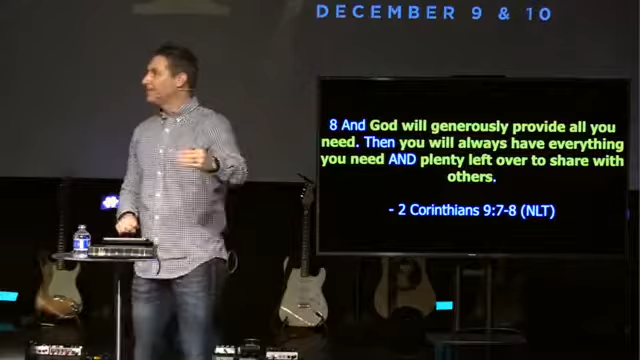 DECEMBER 9 & 10
8 And God will generously provide all you
need. Then you will always have everything
you need AND plenty left over to share with
others.
- 2 Corinthians 9:7-8 (NLT)